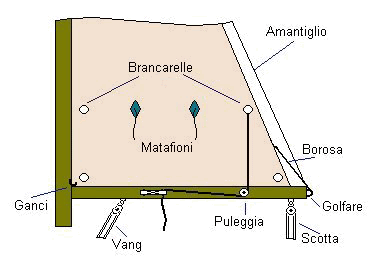 Amantiglio
Brancarelle
Matafioni
Borosa
Ganci
Puleggia
Golfare
Vang
Scotta